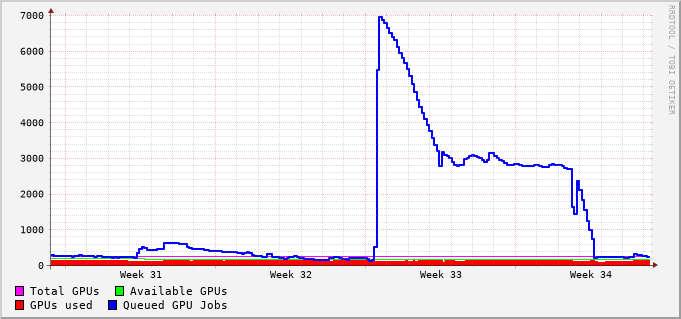 7000
6000
5000
4000
3000
2000
1000
0
Week 31 Week 32 Week 33 Week 34
Total GPUs Available GPUs
GPUs used Queued GPU Jobs
RRDTOOL / TOBI OETIKER